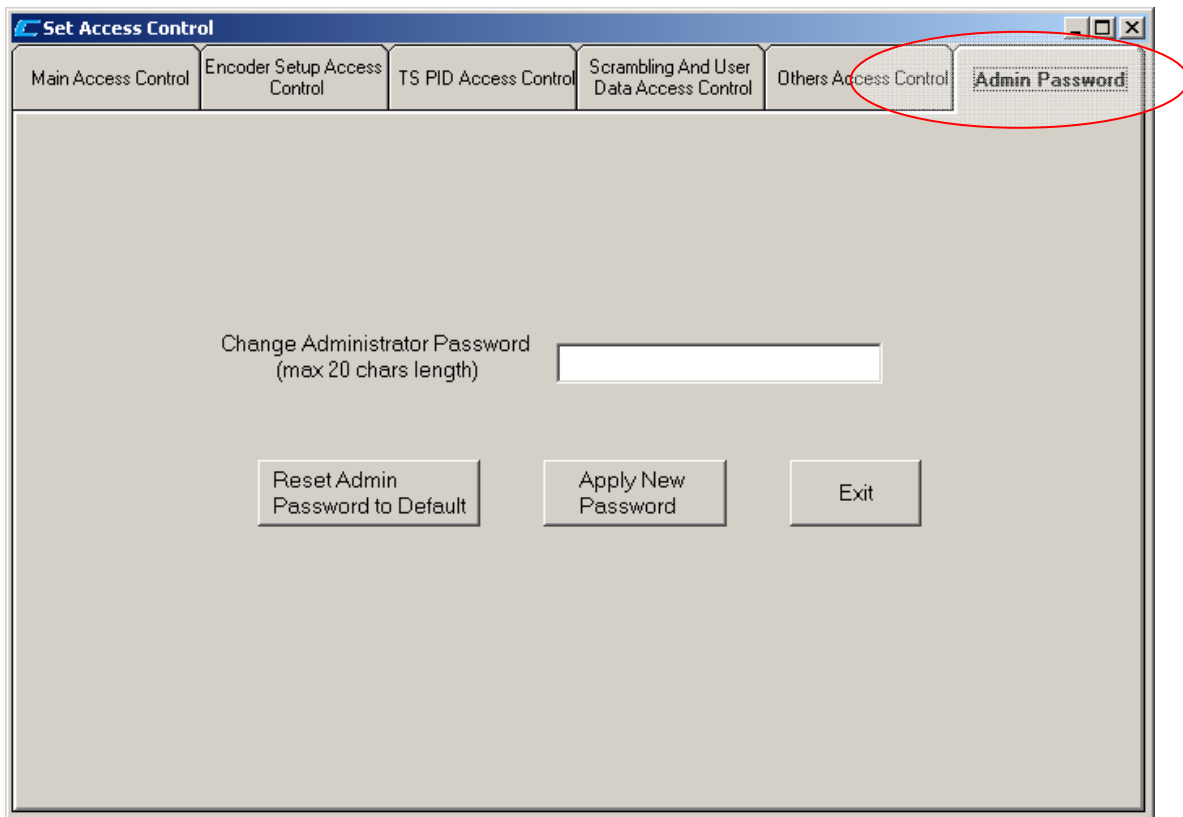 Set Access Control
Main Access Control
Encoder Setup Access
Control
TS PID Access Control
Scrambling And User
Data Access Control
Others Access Control
Admin Password
Change Administrator Password
(max 20 chars length)
Reset Admin
Password to Default
Apply New
Password
Exit